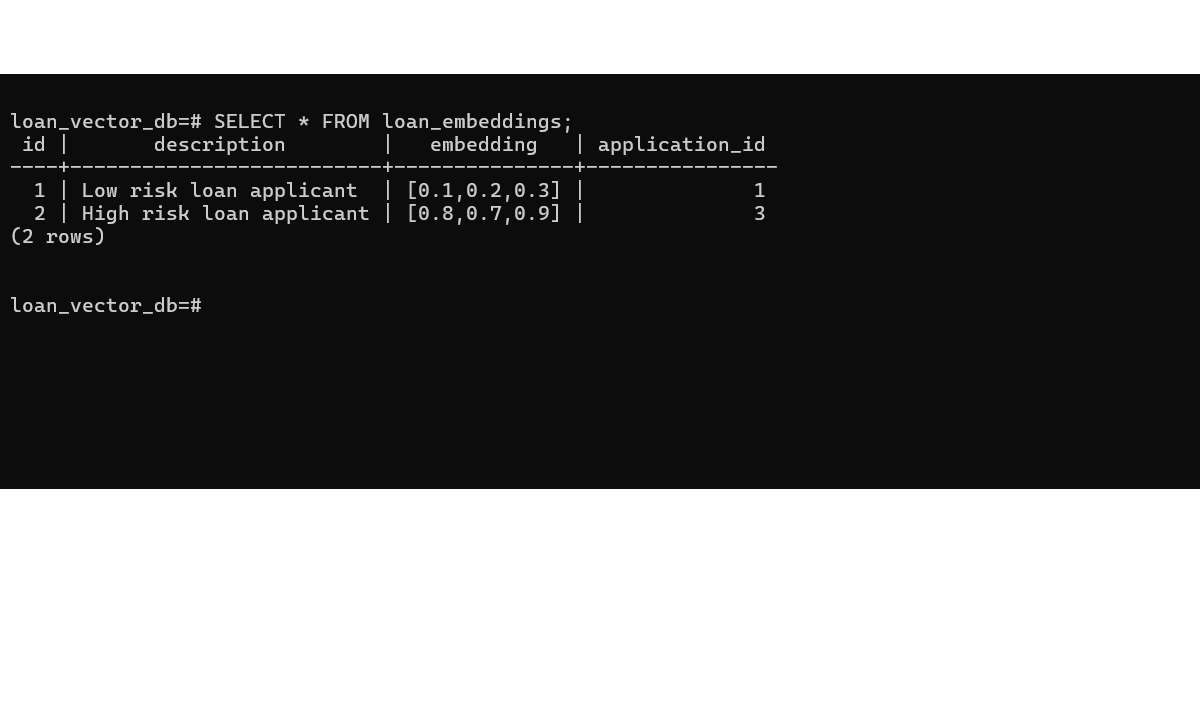 loan_vector_db=# SELECT * FROM loan_embeddings;
 id |       description        |   embedding   | application_id
----+--------------------------+---------------+----------------
  1 | Low risk loan applicant  | [0.1,0.2,0.3] |              1
  2 | High risk loan applicant | [0.8,0.7,0.9] |              3
(2 rows)
loan_vector_db=#